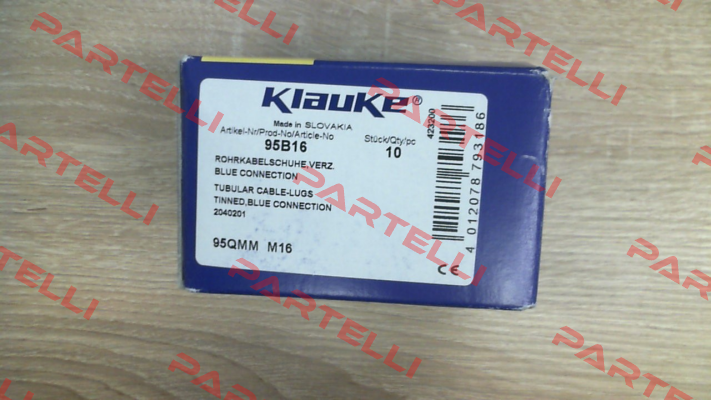 Klauke®
Made in SLOVAKIA
Artikel-Nr/Prod-No/Article-No
Stück/Qty/pc
95B16
10
ROHRKABELSCHUHE,VERZ.
BLUE CONNECTION
TUBULAR CABLE-LUGS
TINNED,BLUE CONNECTION
2040201
95QMM M16
423200
4 012078 793186
CE
PARTELLI
PARTELLI
PARTELLI
PARTELLI
PARTELLI
PARTELLI